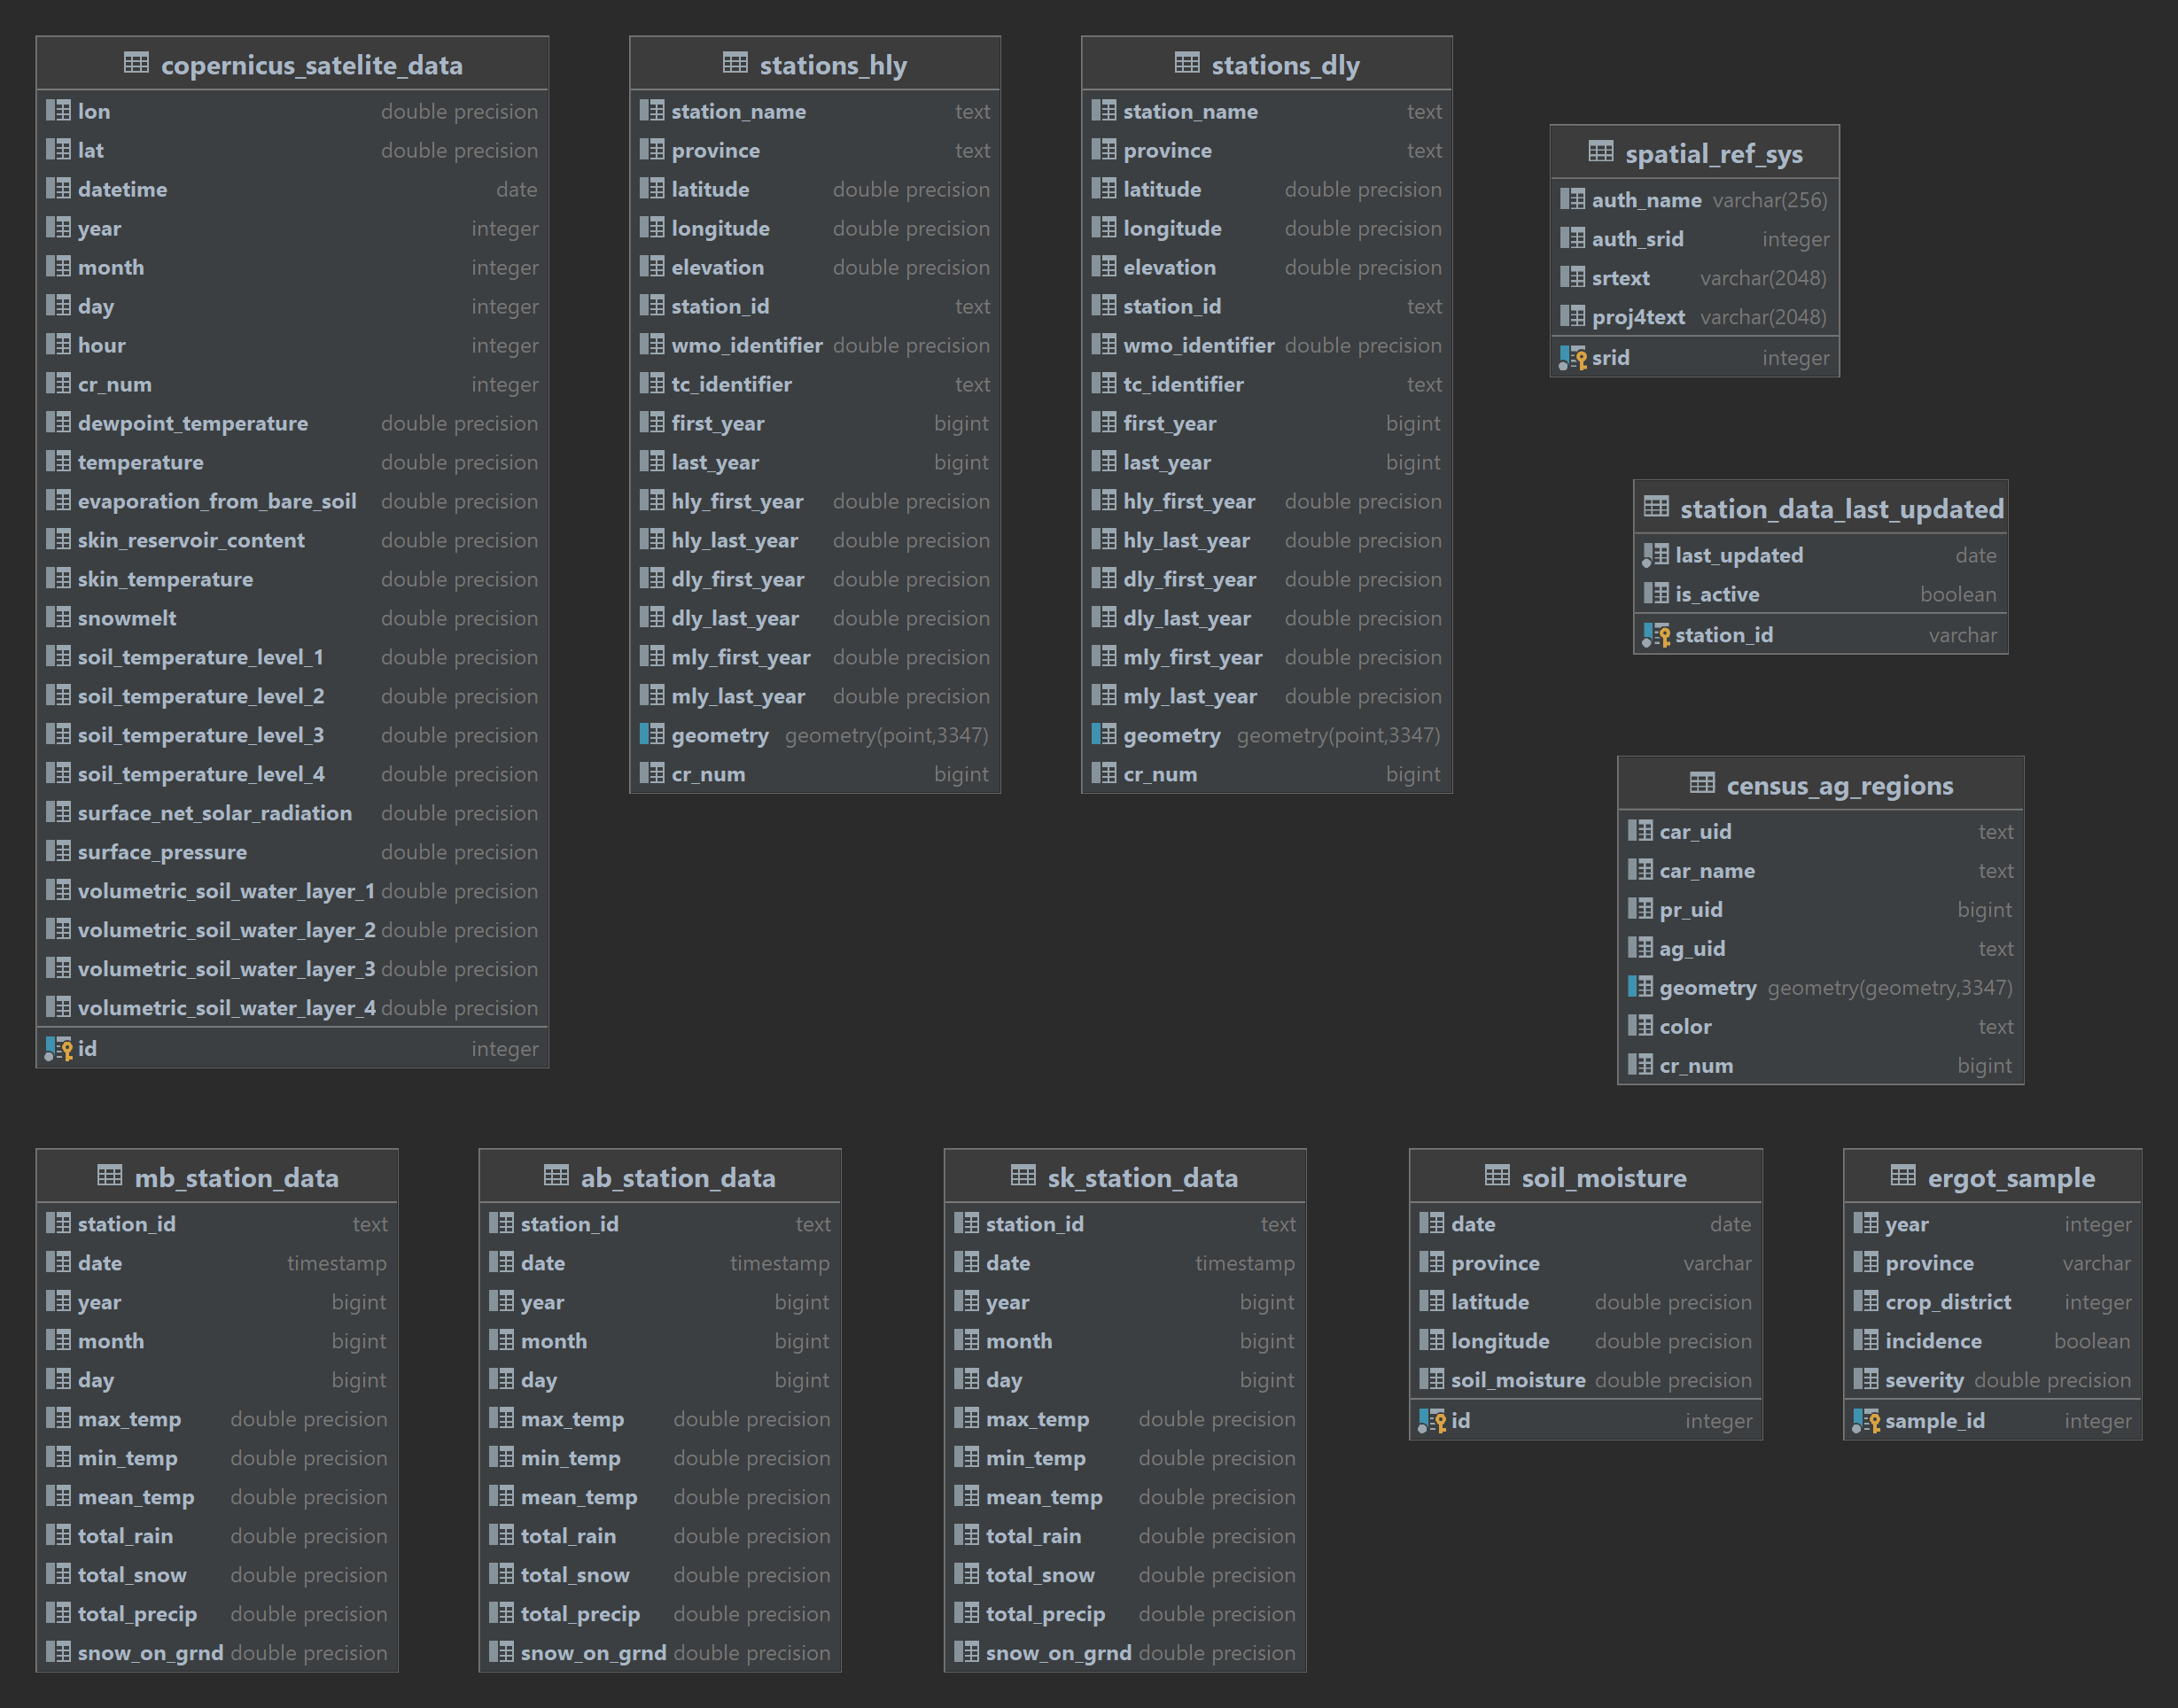 copernicus_satelite_data
lon double precision
lat double precision
datetime date
year integer
month integer
day integer
hour integer
cr_num integer
dewpoint_temperature double precision
temperature double precision
evaporation_from_bare_soil double precision
skin_reservoir_content double precision
skin_temperature double precision
snowmelt double precision
soil_temperature_level_1 double precision
soil_temperature_level_2 double precision
soil_temperature_level_3 double precision
soil_temperature_level_4 double precision
surface_net_solar_radiation double precision
surface_pressure double precision
volumetric_soil_water_layer_1 double precision
volumetric_soil_water_layer_2 double precision
volumetric_soil_water_layer_3 double precision
volumetric_soil_water_layer_4 double precision
id integer
stations_hly
station_name text
province text
latitude double precision
longitude double precision
elevation double precision
station_id text
wmo_identifier double precision
tc_identifier text
first_year bigint
last_year bigint
hly_first_year double precision
hly_last_year double precision
dly_first_year double precision
dly_last_year double precision
mly_first_year double precision
mly_last_year double precision
geometry geometry(point,3347)
cr_num bigint
stations_dly
station_name text
province text
latitude double precision
longitude double precision
elevation double precision
station_id text
wmo_identifier double precision
tc_identifier text
first_year bigint
last_year bigint
hly_first_year double precision
hly_last_year double precision
dly_first_year double precision
dly_last_year double precision
mly_first_year double precision
mly_last_year double precision
geometry geometry(point,3347)
cr_num bigint
spatial_ref_sys
auth_name varchar(256)
auth_srid integer
srtext varchar(2048)
proj4text varchar(2048)
srid integer
station_data_last_updated
last_updated date
is_active boolean
station_id varchar
census_ag_regions
car_uid text
car_name text
pr_uid bigint
ag_uid text
geometry geometry(geometry,3347)
color text
cr_num bigint
mb_station_data
station_id text
date timestamp
year bigint
month bigint
day bigint
max_temp double precision
min_temp double precision
mean_temp double precision
total_rain double precision
total_snow double precision
total_precip double precision
snow_on_grnd double precision
ab_station_data
station_id text
date timestamp
year bigint
month bigint
day bigint
max_temp double precision
min_temp double precision
mean_temp double precision
total_rain double precision
total_snow double precision
total_precip double precision
snow_on_grnd double precision
sk_station_data
station_id text
date timestamp
year bigint
month bigint
day bigint
max_temp double precision
min_temp double precision
mean_temp double precision
total_rain double precision
total_snow double precision
total_precip double precision
snow_on_grnd double precision
soil_moisture
date date
province varchar
latitude double precision
longitude double precision
soil_moisture double precision
id integer
ergot_sample
year integer
province varchar
crop_district integer
incidence boolean
severity double precision
sample_id integer